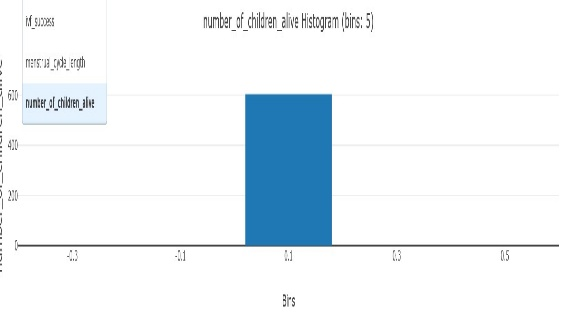 ivf_success
number_of_children_alive Histogram (bins: 5)
menstrual_cycle_length
number_of_children_alive
600
400
200
0
-0.3
-0.1
0.1
0.3
0.5
Bins